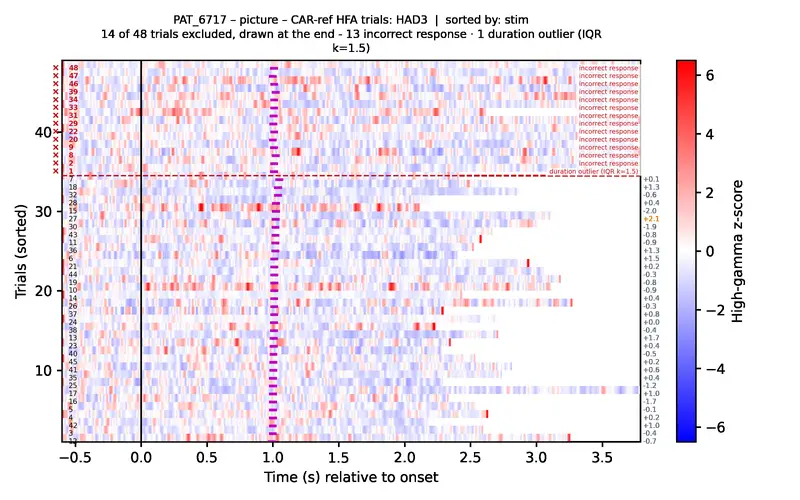 PAT_6717 – picture – CAR-ref HFA trials: HAD3 | sorted by: stim
14 of 48 trials excluded, drawn at the end - 13 incorrect response · 1 duration outlier (IQR
k=1.5)
Trials (sorted)
40
30
20
10
× 48 incorrect response
× 47 incorrect response
× 46 incorrect response
× 39 incorrect response
× 34 incorrect response
× 33 incorrect response
× 31 incorrect response
× 29 incorrect response
× 22 incorrect response
× 20 incorrect response
× 9 incorrect response
× 8 incorrect response
× 2 incorrect response
× 1 duration outlier (IQR k=1.5)
7 +0.1
18 +1.3
32 -0.6
28 +0.4
15 -2.0
27 +2.1
30 -1.9
43 -0.8
11 -0.9
36 +1.3
6 +1.5
21 +0.2
44 -0.3
19 -0.8
10 -0.9
14 +0.4
26 -0.3
37 +0.8
24 +0.0
38 -0.4
13 +1.7
23 +0.4
40 -0.5
45 +0.2
41 +0.6
35 +0.4
25 -1.2
17 +1.0
16 -1.7
5 -0.1
4 +0.2
42 +1.0
3 -0.4
12 -0.7
−0.5 0.0 0.5 1.0 1.5 2.0 2.5 3.0 3.5
Time (s) relative to onset
6
4
2
0
−2
−4
−6
High-gamma z-score